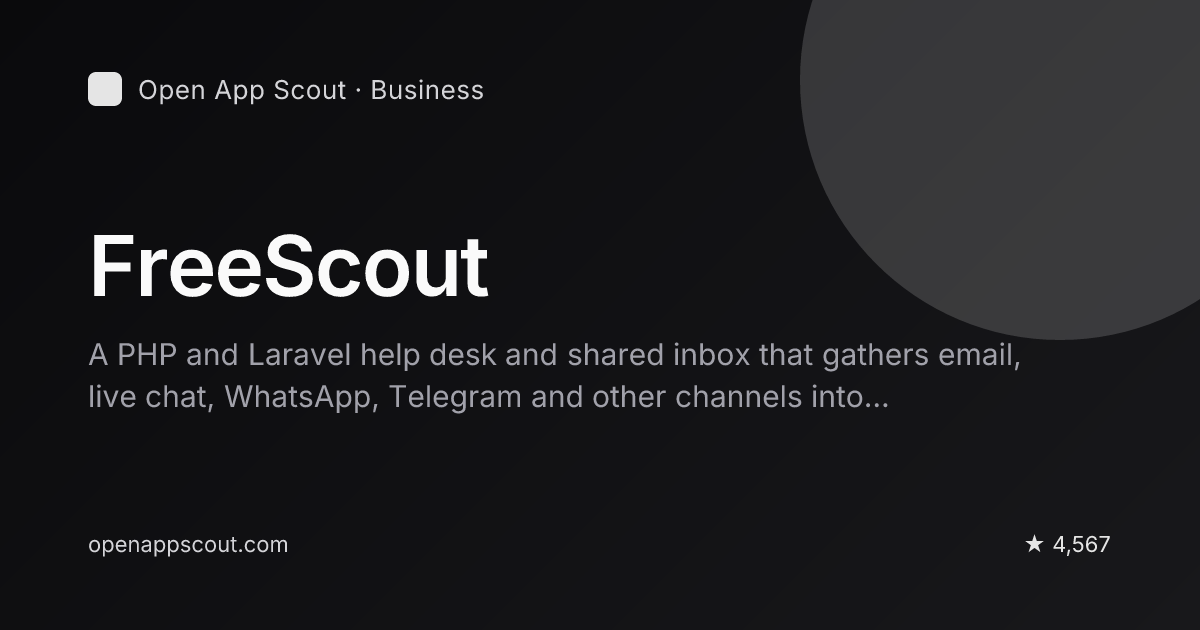 Open App Scout · Business
FreeScout
A PHP and Laravel help desk and shared inbox that gathers email,
live chat, WhatsApp, Telegram and other channels into...
openappscout.com
★ 4,567